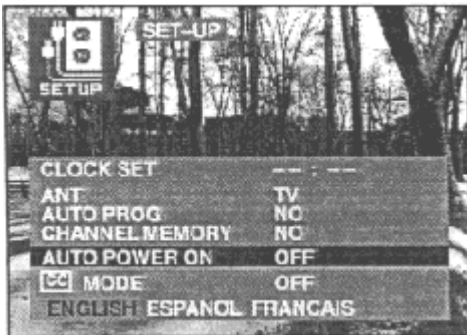 SET-UP
SETUP
CLOCK SET --:--
ANT TV
AUTO PROG NO
CHANNEL MEMORY NO
AUTO POWER ON OFF
CC MODE OFF
ENGLISH ESPANOL FRANCAIS